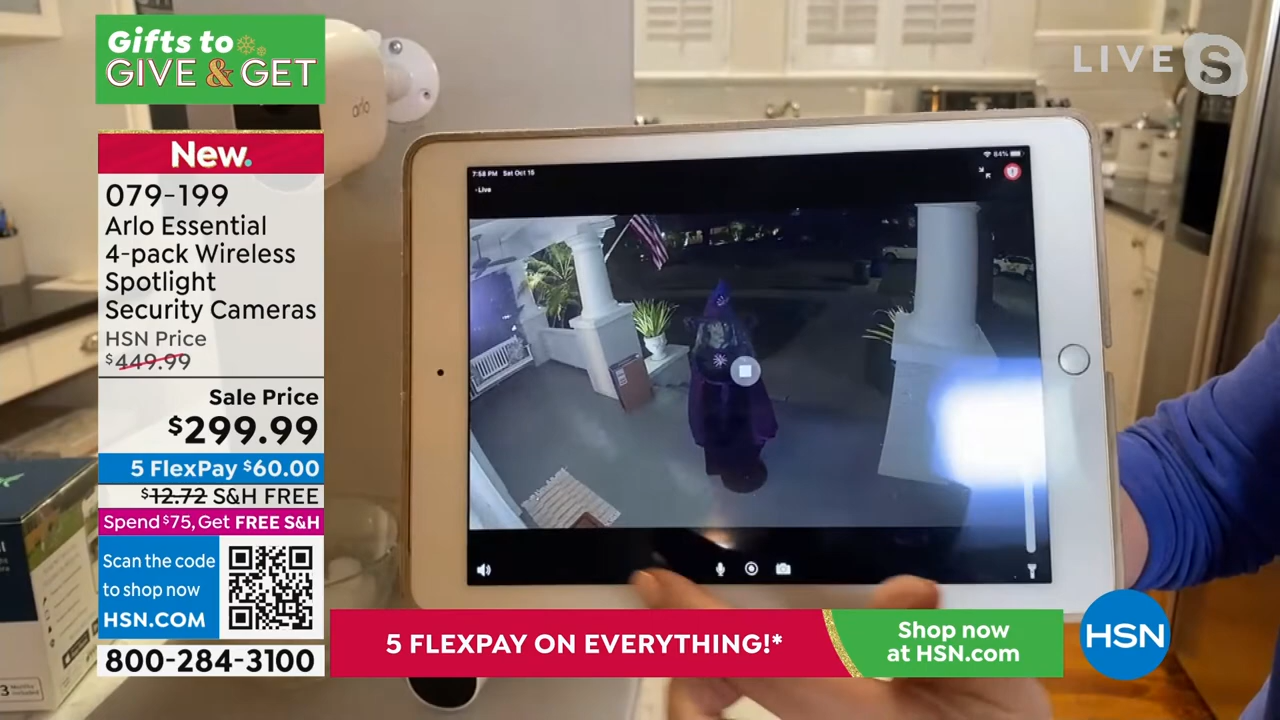 Gifts to
GIVE & GET
LIVE S
arlo
New.
079-199
Arlo Essential
4-pack Wireless
Spotlight
Security Cameras
HSN Price
$449.99
Sale Price
$299.99
5 FlexPay $60.00
$12.72 S&H FREE
Spend $75, Get FREE S&H
Scan the code
to shop now
HSN.COM
800-284-3100
7:58 PM Sat Oct 15
84%
Live
5 FLEXPAY ON EVERYTHING!*
Shop now
at HSN.com
HSN